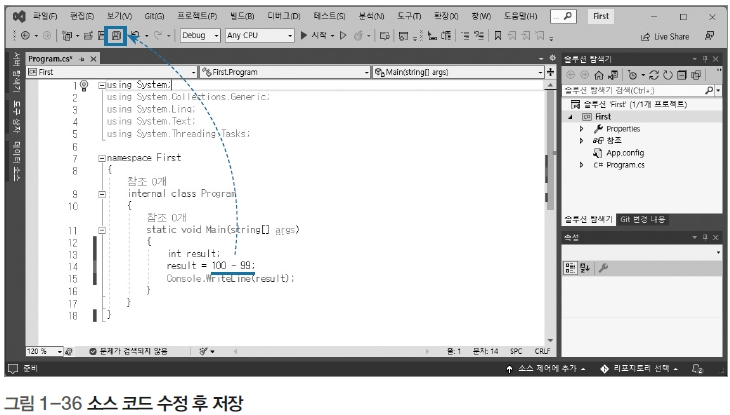 파일(F) 편집(E) 보기(V) Git(G) 프로젝트(P) 빌드(B) 디버그(D) 테스트(S) 분석(N) 도구(T) 확장(X) 창(W) 도움말(H) ... First
Debug Any CPU 시작 Live Share
서버 탐색기 도구 상자 데이터 소스
Program.cs*
First First.Program Main(string[] args)
1 using System;
2 using System.Collections.Generic;
3 using System.Linq;
4 using System.Text;
5 using System.Threading.Tasks;
6
7 namespace First
8 {
참조 0개
9 internal class Program
10 {
참조 0개
11 static void Main(string[] args)
12 {
13 int result;
14 result = 100 - 99;
15 Console.WriteLine(result);
16 }
17 }
18 }
120 % 문제가 검색되지 않음 줄: 1 문자: 14 SPC CRLF
솔루션 탐색기
솔루션 탐색기 검색(Ctrl+;)
솔루션 'First' (1/1개 프로젝트)
First
Properties
참조
App.config
C# Program.cs
솔루션 탐색기 Git 변경 내용
속성
준비 소스 제어에 추가 리포지토리 선택
그림 1-36 소스 코드 수정 후 저장